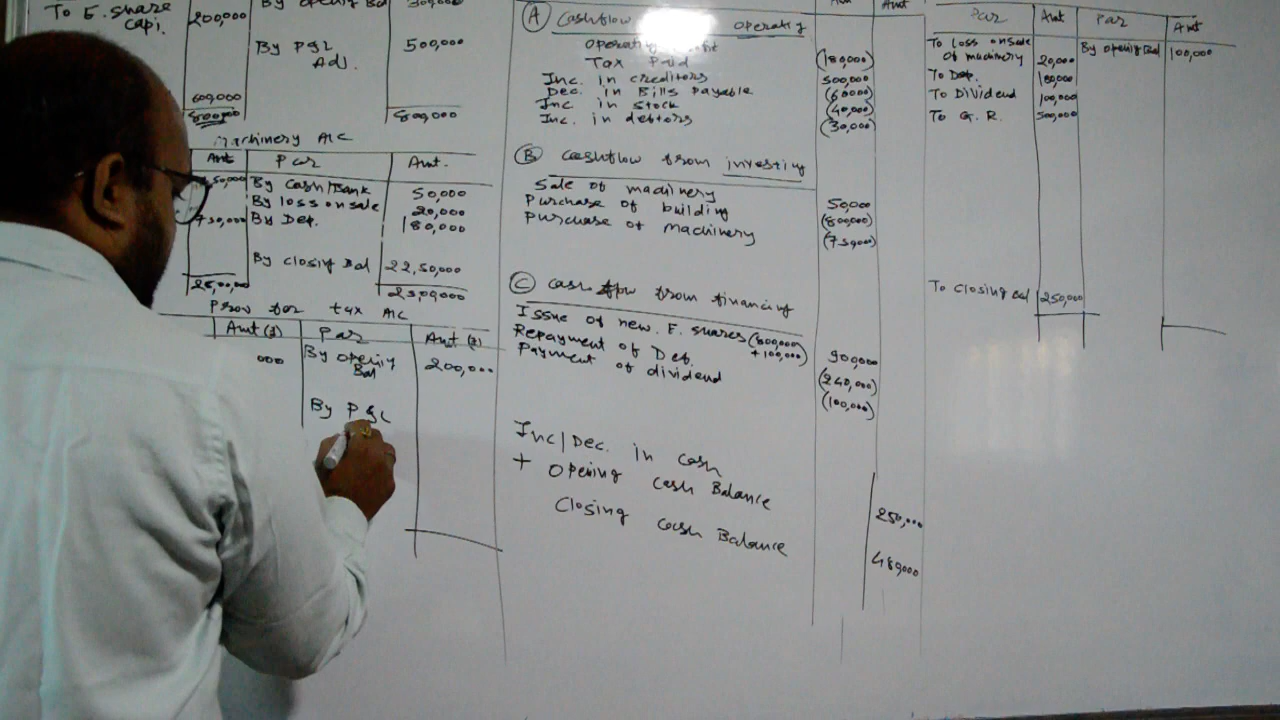 To E. share
capi.
200,000
By opening Bal
300,000
By P&L
Adj.
500,000
600,000
800,000
800,000
Machinery A/c
Amt
Par
Amt.
By Cash/Bank
50,000
By loss on sale
20,000
By Dep.
180,000
By closing Bal
22,50,000
25,00,000
25,00,000
Prov for tax A/c
Amt (₹)
Par
Amt (₹)
000
By opening
Bal
200,000
By P&L
(A) Cashflow operatig
Tax Paid
(180,000)
Inc. in creditors
500,000
Dec. in Bills Payable
(60000)
Inc in Stock
(40,000)
Inc. in debtors
(30,000)
(B) Cashflow from investing
Sale of machinery
50,000
Purchase of building
(800,000)
Purchase of machinery
(C) Cash flow from financing
Issue of new E. shares (800,000
+100,000)
900,000
Repayment of Deb.
(240,000)
Payment of dividend
(100,000)
Inc/Dec. in cash
+ Opening Cash Balance
250,000
Closing cash Balance
489000
Par
Amt
Par
Amt
To Loss on sale
of machinery
20,000
By opening Bal
100,000
To Dep.
180,000
To Dividend
100,000
To G. R.
500,000
To Closing Bal
250,000